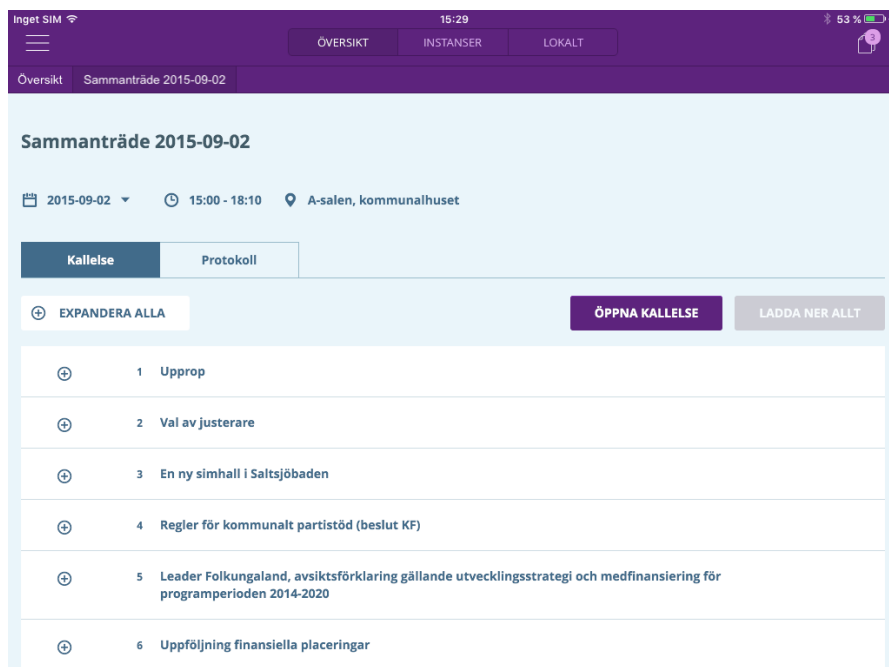 Inget SIM 15:29 53 %
ÖVERSIKT INSTANSER LOKALT 3
Översikt Sammanträde 2015-09-02
Sammanträde 2015-09-02
2015-09-02 15:00 - 18:10 A-salen, kommunalhuset
Kallelse Protokoll
EXPANDERA ALLA ÖPPNA KALLELSE LADDA NER ALLT
1 Upprop
2 Val av justerare
3 En ny simhall i Saltsjöbaden
4 Regler för kommunalt partistöd (beslut KF)
5 Leader Folkungaland, avsiktsförklaring gällande utvecklingsstrategi och medfinansiering för
programperioden 2014-2020
6 Uppföljning finansiella placeringar